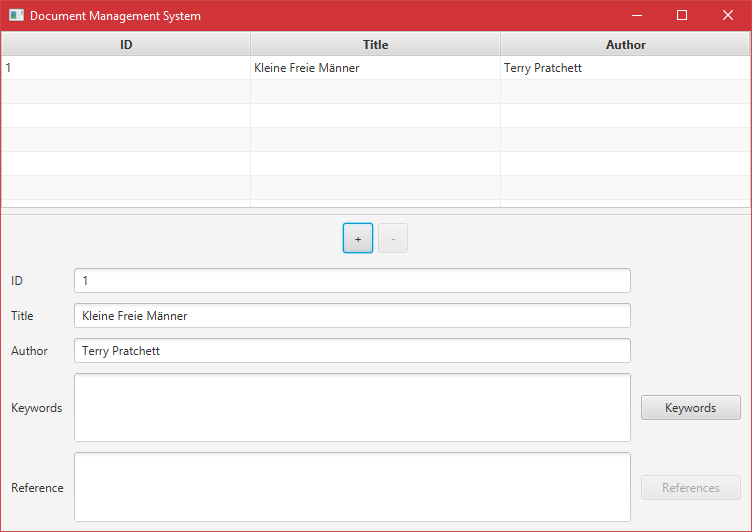 Document Management System
ID Title Author
1 Kleine Freie Männer Terry Pratchett
+ -
ID 1
Title Kleine Freie Männer
Author Terry Pratchett
Keywords Keywords
Reference References